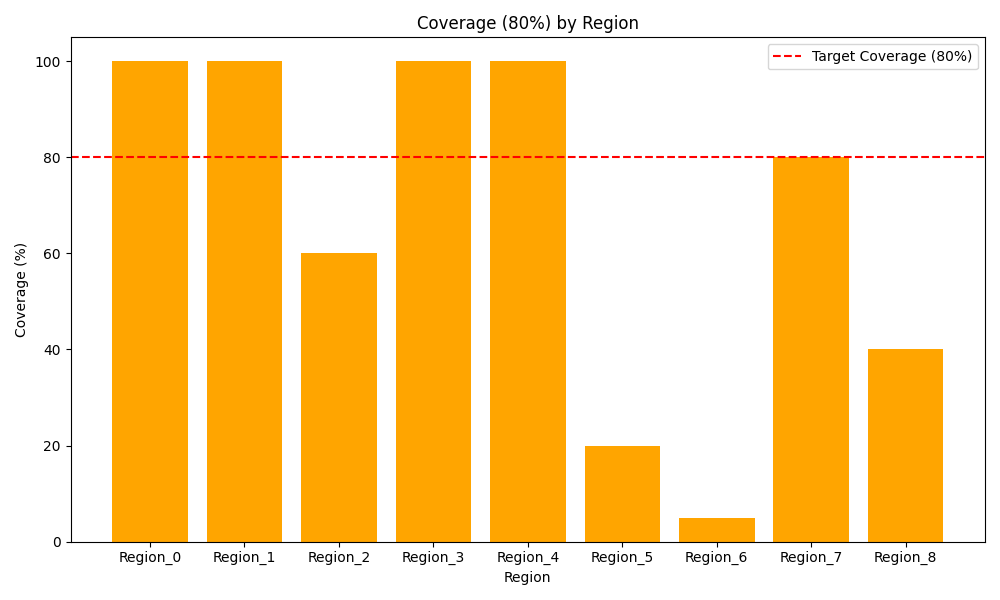 Coverage (80%) by Region
Target Coverage (80%)
Coverage (%)
100
80
60
40
20
0
Region_0 Region_1 Region_2 Region_3 Region_4 Region_5 Region_6 Region_7 Region_8
Region